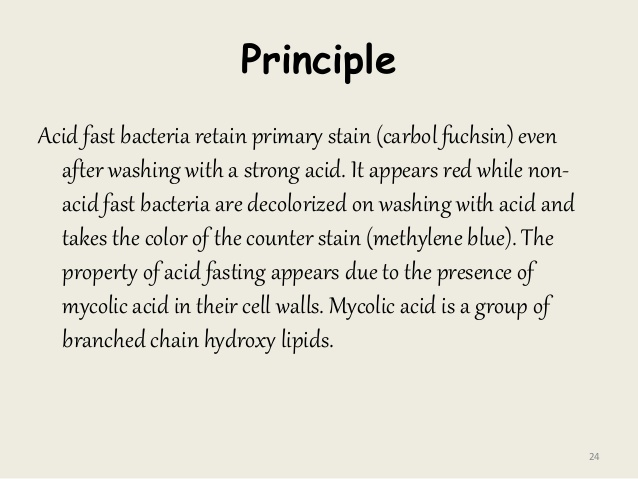 Principle
Acid fast bacteria retain primary stain (carbol fuchsin) even
after washing with a strong acid. It appears red while non-
acid fast bacteria are decolorized on washing with acid and
takes the color of the counter stain (methylene blue). The
property of acid fasting appears due to the presence of
mycolic acid in their cell walls. Mycolic acid is a group of
branched chain hydroxy lipids.
24